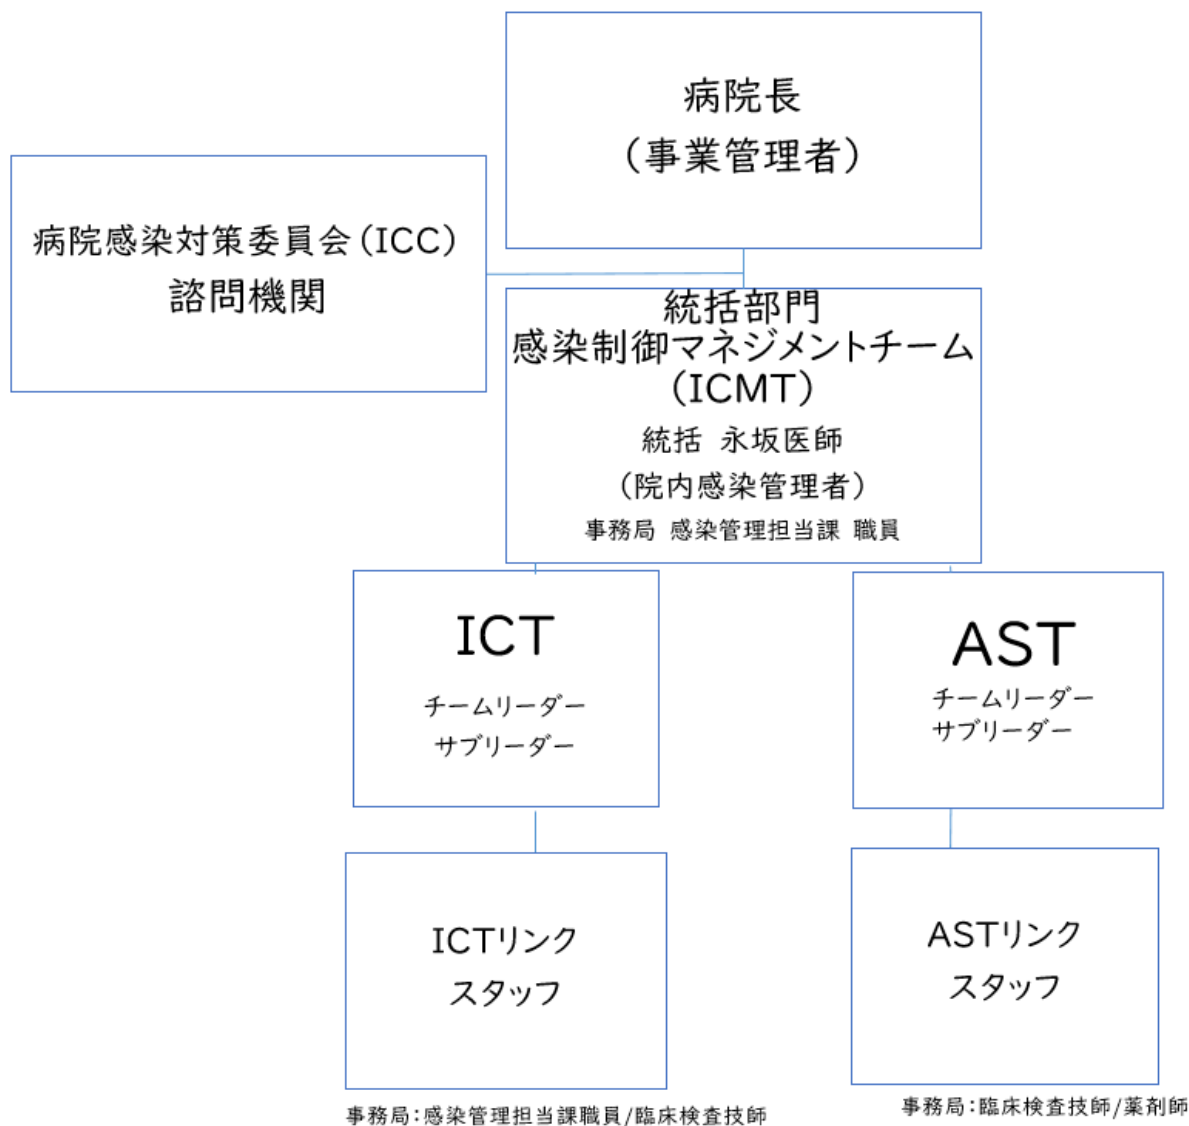 病院長
（事業管理者）
病院感染対策委員会（ICC）
諮問機関
統括部門
感染制御マネジメントチーム
（ICMT）
統括 永坂医師
（院内感染管理者）
事務局 感染管理担当課 職員
ICT
チームリーダー
サブリーダー
AST
チームリーダー
サブリーダー
ICTリンク
スタッフ
ASTリンク
スタッフ
事務局：感染管理担当課職員/臨床検査技師
事務局：臨床検査技師/薬剤師